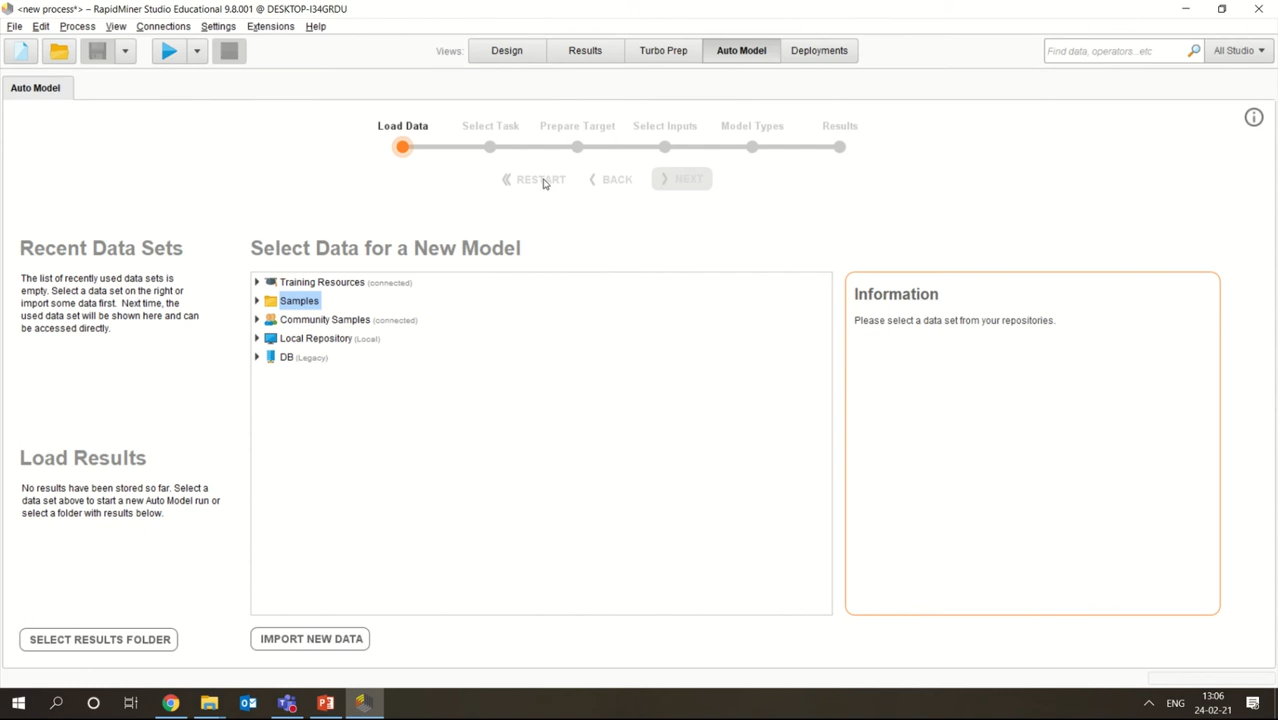 <new process*> – RapidMiner Studio Educational 9.8.001 @ DESKTOP-I34GRDU
File Edit Process View Connections Settings Extensions Help
Views: Design Results Turbo Prep Auto Model Deployments Find data, operators...etc All Studio
Auto Model
Load Data Select Task Prepare Target Select Inputs Model Types Results
RESTART BACK NEXT
Recent Data Sets
The list of recently used data sets is
empty. Select a data set on the right or
import some data first. Next time, the
used data set will be shown here and can
be accessed directly.
Select Data for a New Model
Training Resources (connected)
Samples
Community Samples (connected)
Local Repository (Local)
DB (Legacy)
Information
Please select a data set from your repositories.
Load Results
No results have been stored so far. Select a
data set above to start a new Auto Model run or
select a folder with results below.
SELECT RESULTS FOLDER
IMPORT NEW DATA
ENG
13:06
24-02-21